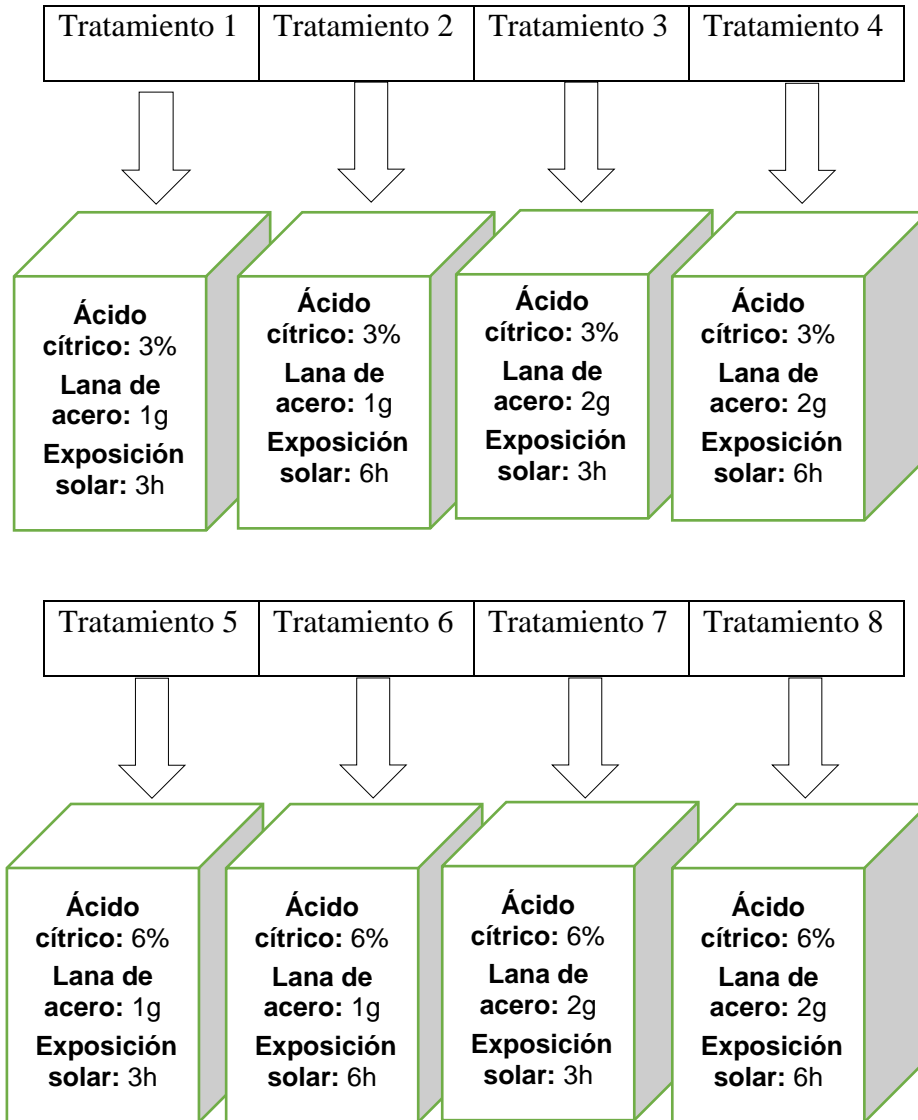 Tratamiento 1 Tratamiento 2 Tratamiento 3 Tratamiento 4
Ácido
cítrico: 3%
Lana de
acero: 1g
Exposición
solar: 3h
Ácido
cítrico: 3%
Lana de
acero: 1g
Exposición
solar: 6h
Ácido
cítrico: 3%
Lana de
acero: 2g
Exposición
solar: 3h
Ácido
cítrico: 3%
Lana de
acero: 2g
Exposición
solar: 6h
Tratamiento 5 Tratamiento 6 Tratamiento 7 Tratamiento 8
Ácido
cítrico: 6%
Lana de
acero: 1g
Exposición
solar: 3h
Ácido
cítrico: 6%
Lana de
acero: 1g
Exposición
solar: 6h
Ácido
cítrico: 6%
Lana de
acero: 2g
Exposición
solar: 3h
Ácido
cítrico: 6%
Lana de
acero: 2g
Exposición
solar: 6h